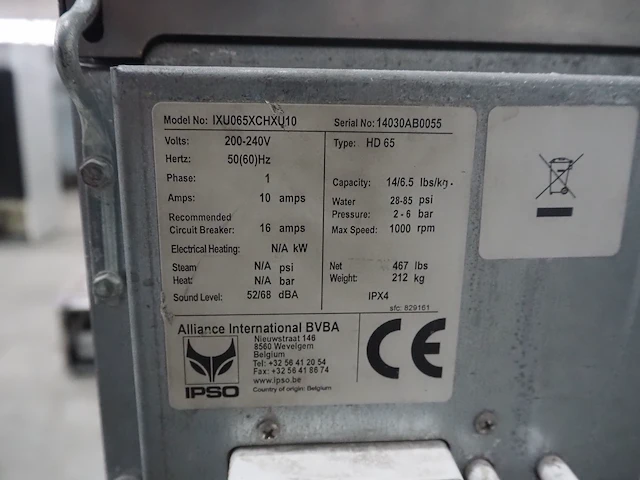 Model No: IXU065XCHXU10 Serial No: 14030AB0055
Volts: 200-240V
Hertz: 50(60)Hz
Phase: 1
Amps: 10 amps
Recommended
Circuit Breaker: 16 amps
Electrical Heating: N/A kW
Steam N/A psi
Heat: N/A bar
Sound Level: 52/68 dBA
Type: HD 65
Capacity: 14/6.5 lbs/kg.
Water 28-85 psi
Pressure: 2 - 6 bar
Max Speed: 1000 rpm
Net 467 lbs
Weight: 212 kg
IPX4
sfc: 829161
Alliance International BVBA
Nieuwstraat 146
8560 Wevelgem
Belgium
Tel: +32 56 41 20 54
Fax: +32 56 41 86 74
www.ipso.be
Country of origin: Belgium
IPSO
CE